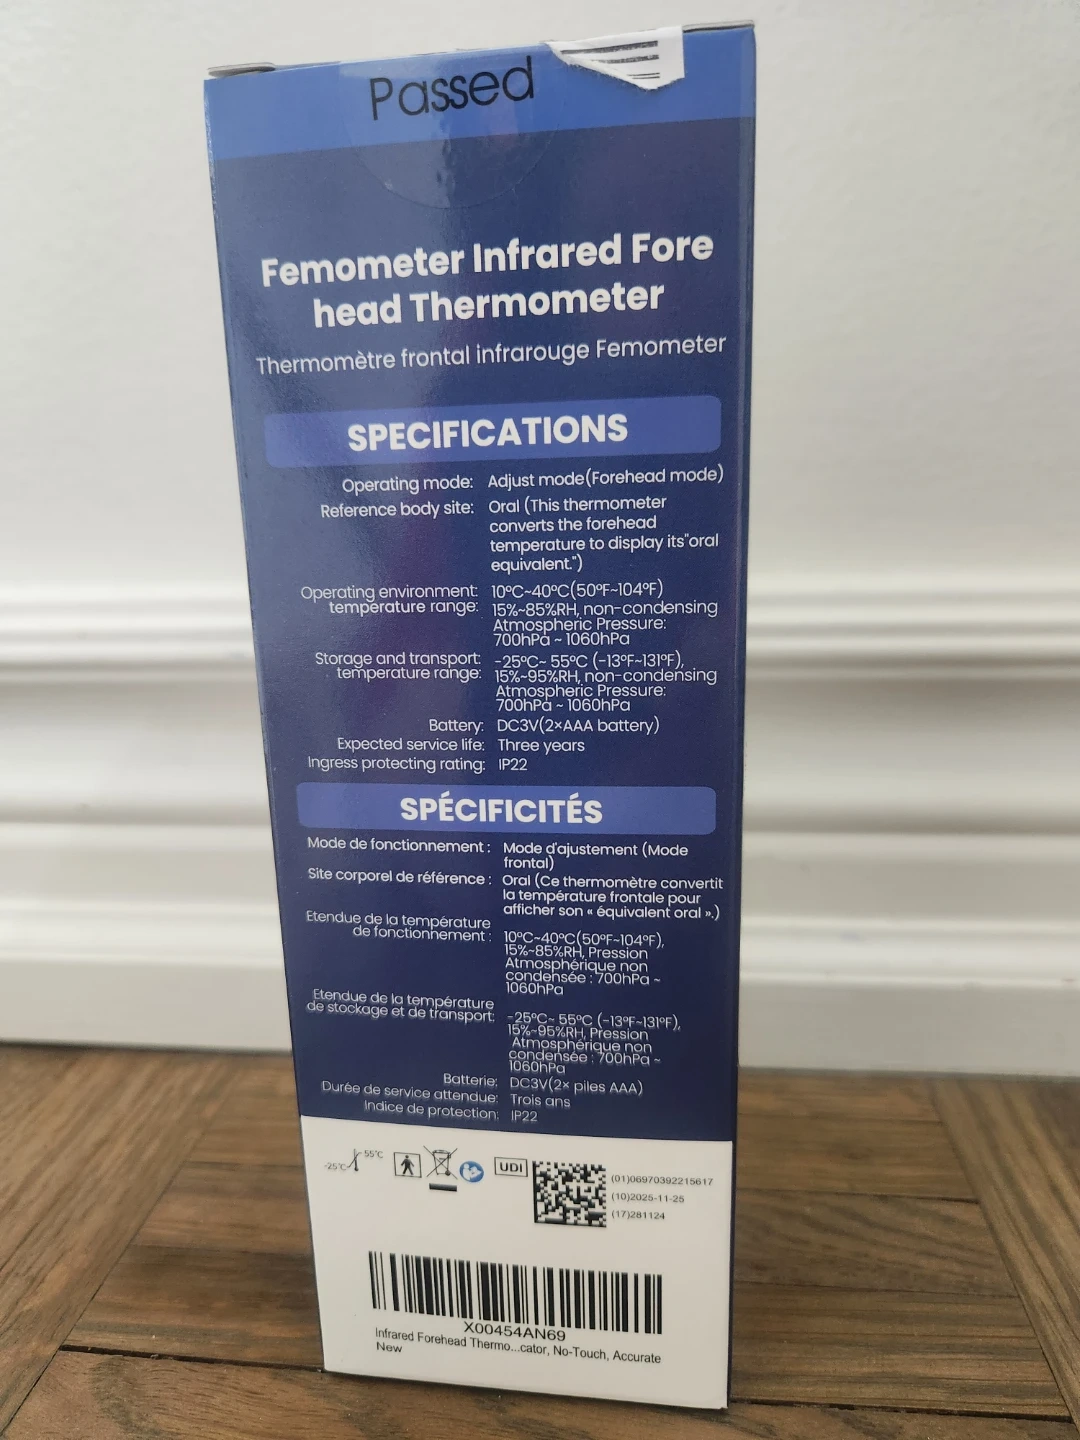 Passed
Femometer Infrared Fore
head Thermometer
Thermomètre frontal infrarouge Femometer
SPECIFICATIONS
Operating mode: Adjust mode(Forehead mode)
Reference body site: Oral (This thermometer
converts the forehead
temperature to display its"oral
equivalent.")
Operating environment: 10°C~40°C(50°F~104°F)
temperature range: 15%~85%RH, non-condensing
Atmospheric Pressure:
700hPa ~ 1060hPa
Storage and transport: -25°C~ 55°C (-13°F~131°F),
temperature range: 15%~95%RH, non-condensing
Atmospheric Pressure:
700hPa ~ 1060hPa
Battery: DC3V(2×AAA battery)
Expected service life: Three years
Ingress protecting rating: IP22
SPÉCIFICITÉS
Mode de fonctionnement : Mode d'ajustement (Mode
frontal)
Site corporel de référence : Oral (Ce thermomètre convertit
la température frontale pour
afficher son « équivalent oral ».)
Etendue de la température
de fonctionnement : 10°C~40°C(50°F~104°F),
15%~85%RH, Pression
Atmosphérique non
condensée : 700hPa ~
1060hPa
Etendue de la température
de stockage et de transport: -25°C~ 55°C (-13°F~131°F),
15%~95%RH, Pression
Atmosphérique non
condensée : 700hPa ~
1060hPa
Batterie: DC3V(2× piles AAA)
Durée de service attendue: Trois ans
Indice de protection: IP22
-25°C 55°C
UDI
(01)06970392215617
(10)2025-11-25
(17)281124
X00454AN69
Infrared Forehead Thermo...cator, No-Touch, Accurate
New